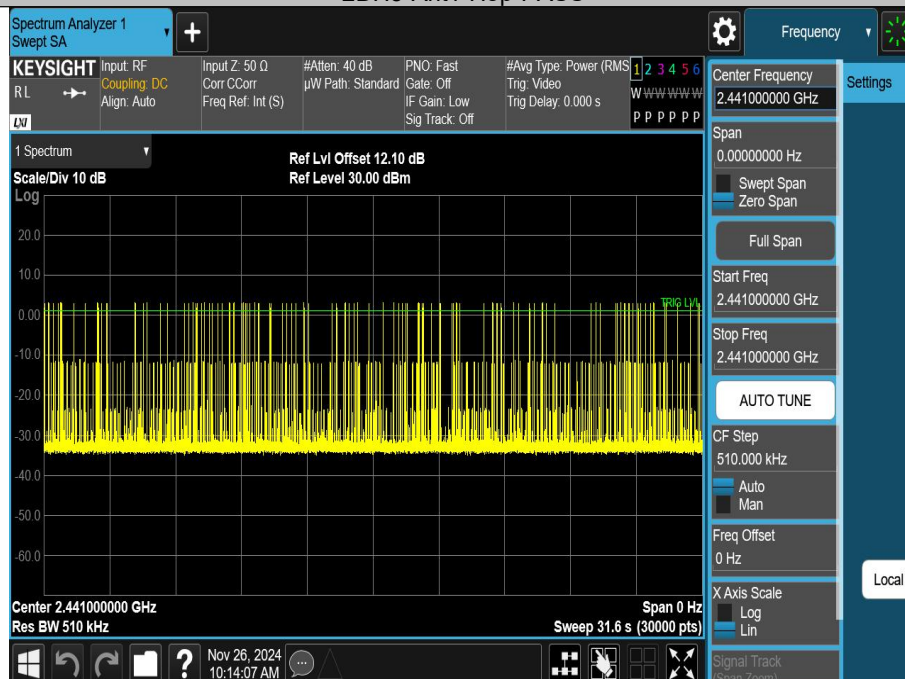 Spectrum Analyzer 1
Swept SA
Frequency
KEYSIGHT
RL
LXI
Input: RF
Coupling: DC
Align: Auto
Input Z: 50 Ω
Corr CCorr
Freq Ref: Int (S)
#Atten: 40 dB
µW Path: Standard
PNO: Fast
Gate: Off
IF Gain: Low
Sig Track: Off
#Avg Type: Power (RMS
Trig: Video
Trig Delay: 0.000 s
1 2 3 4 5 6
W W W W W W
P P P P P P
Center Frequency
2.441000000 GHz
Settings
Span
0.00000000 Hz
Swept Span
Zero Span
Full Span
Start Freq
2.441000000 GHz
Stop Freq
2.441000000 GHz
AUTO TUNE
CF Step
510.000 kHz
Auto
Man
Freq Offset
0 Hz
X Axis Scale
Log
Lin
Signal Track
(Span Zoom)
Local
1 Spectrum
Scale/Div 10 dB
Ref Lvl Offset 12.10 dB
Ref Level 30.00 dBm
Log
20.0
10.0
TRIG LVL
0.00
-10.0
-20.0
-30.0
-40.0
-50.0
-60.0
Center 2.441000000 GHz
Span 0 Hz
Res BW 510 kHz
Sweep 31.6 s (30000 pts)
?
Nov 26, 2024
10:14:07 AM